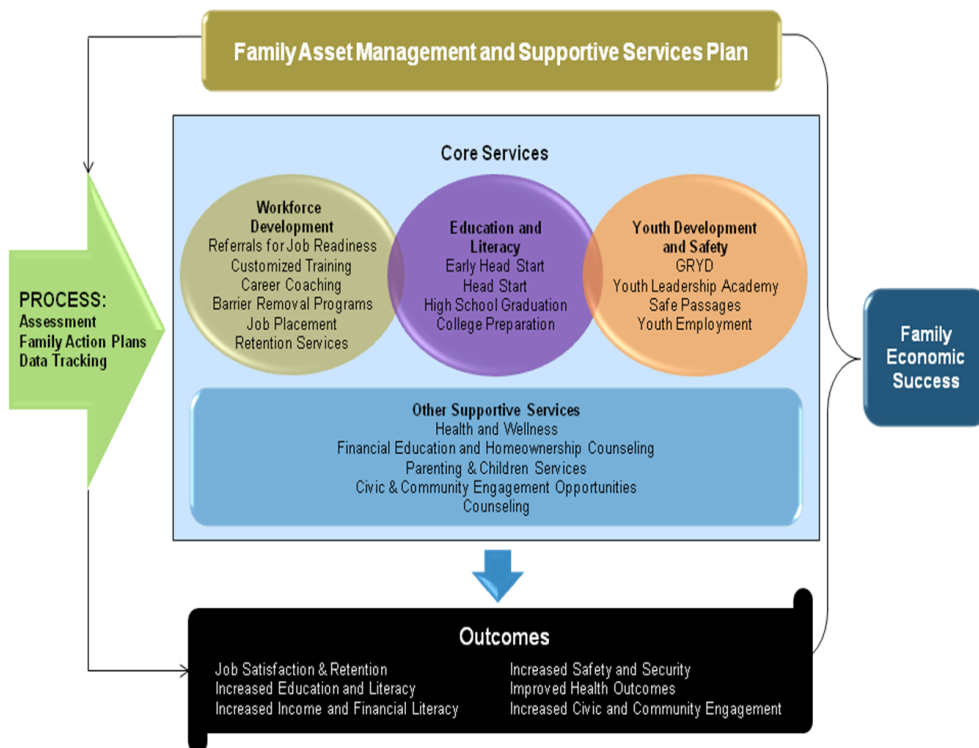 Family Asset Management and Supportive Services Plan
Core Services
Workforce
Development
Referrals for Job Readiness
Customized Training
Career Coaching
Barrier Removal Programs
Job Placement
Retention Services
Education and
Literacy
Early Head Start
Head Start
High School Graduation
College Preparation
Youth Development
and Safety
GRYD
Youth Leadership Academy
Safe Passages
Youth Employment
PROCESS:
Assessment
Family Action Plans
Data Tracking
Family
Economic
Success
Other Supportive Services
Health and Wellness
Financial Education and Homeownership Counseling
Parenting & Children Services
Civic & Community Engagement Opportunities
Counseling
Outcomes
Job Satisfaction & Retention
Increased Education and Literacy
Increased Income and Financial Literacy
Increased Safety and Security
Improved Health Outcomes
Increased Civic and Community Engagement